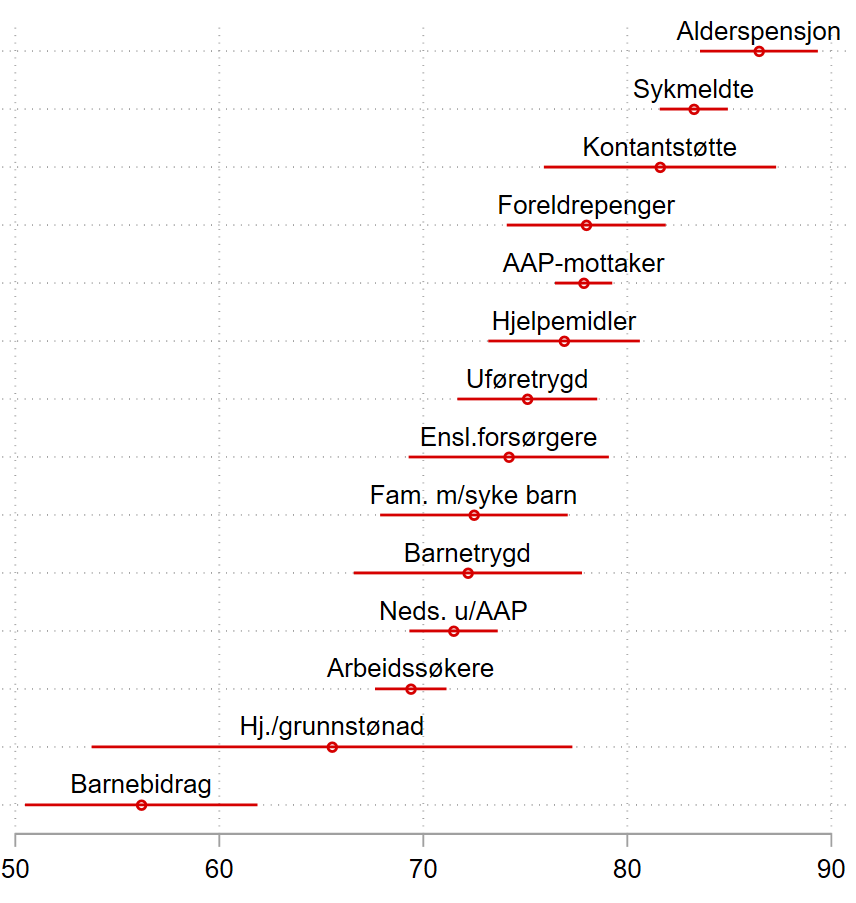 Alderspensjon
Sykmeldte
Kontantstøtte
Foreldrepenger
AAP-mottaker
Hjelpemidler
Uføretrygd
Ensl.forsørgere
Fam. m/syke barn
Barnetrygd
Neds. u/AAP
Arbeidssøkere
Hj./grunnstønad
Barnebidrag
50 60 70 80 90